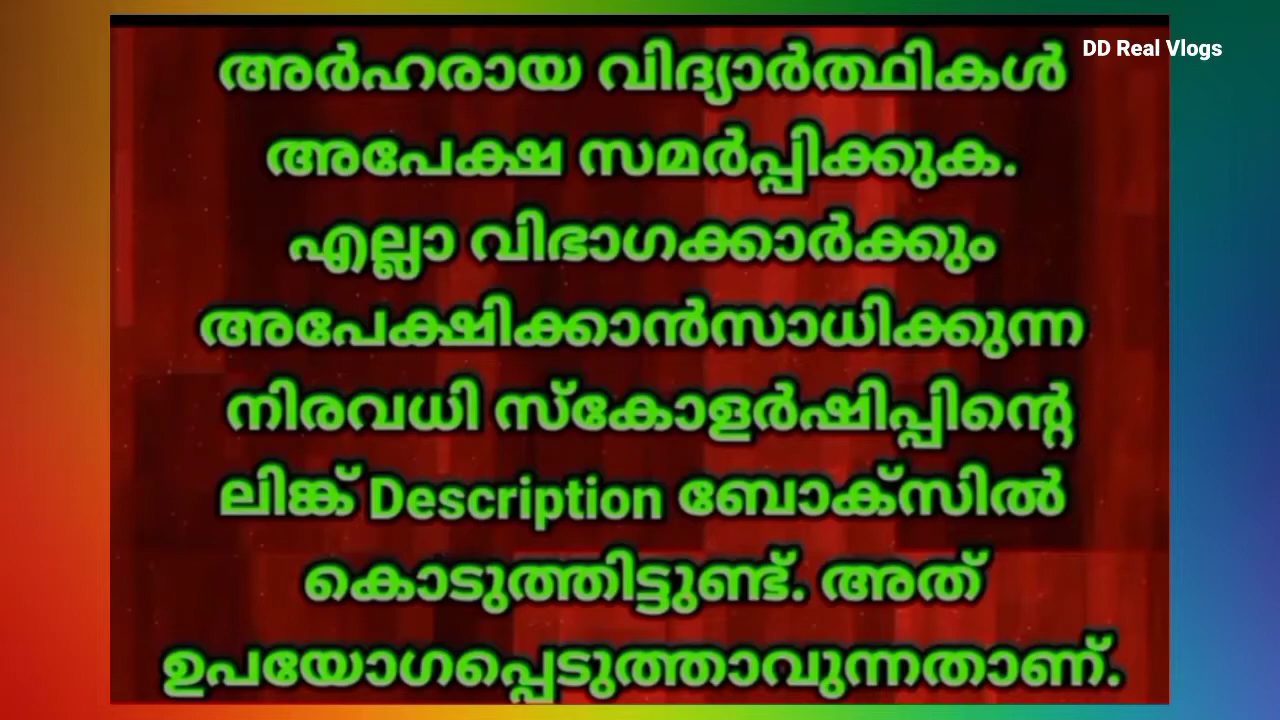 DD Real Vlogs
അർഹരായ വിദ്യാർത്ഥികൾ
അപേക്ഷ സമർപ്പിക്കുക.
എല്ലാ വിഭാഗക്കാർക്കും
അപേക്ഷിക്കാൻസാധിക്കുന്ന
നിരവധി സ്കോളർഷിപ്പിന്റെ
ലിങ്ക് Description ബോക്സിൽ
കൊടുത്തിട്ടുണ്ട്. അത്
ഉപയോഗപ്പെടുത്താവുന്നതാണ്.